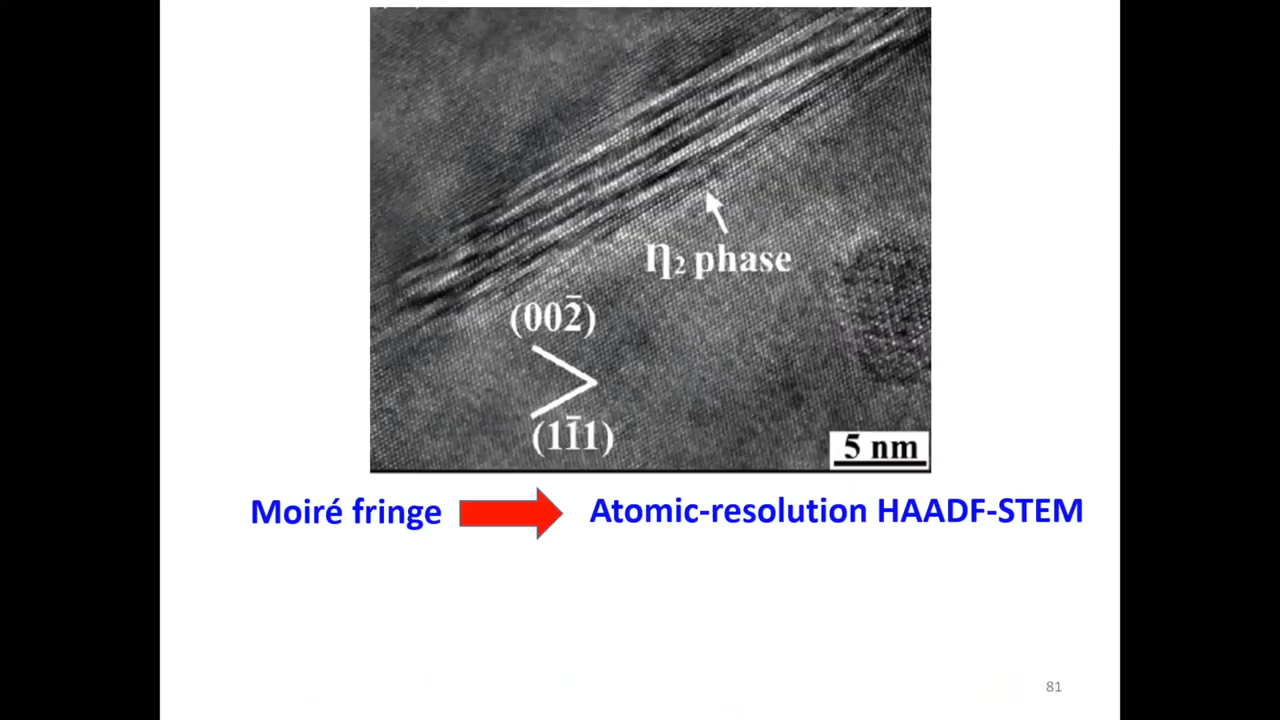 η₂ phase
(002̅)
(11̅1)
5 nm
Moiré fringe
Atomic-resolution HAADF-STEM
81